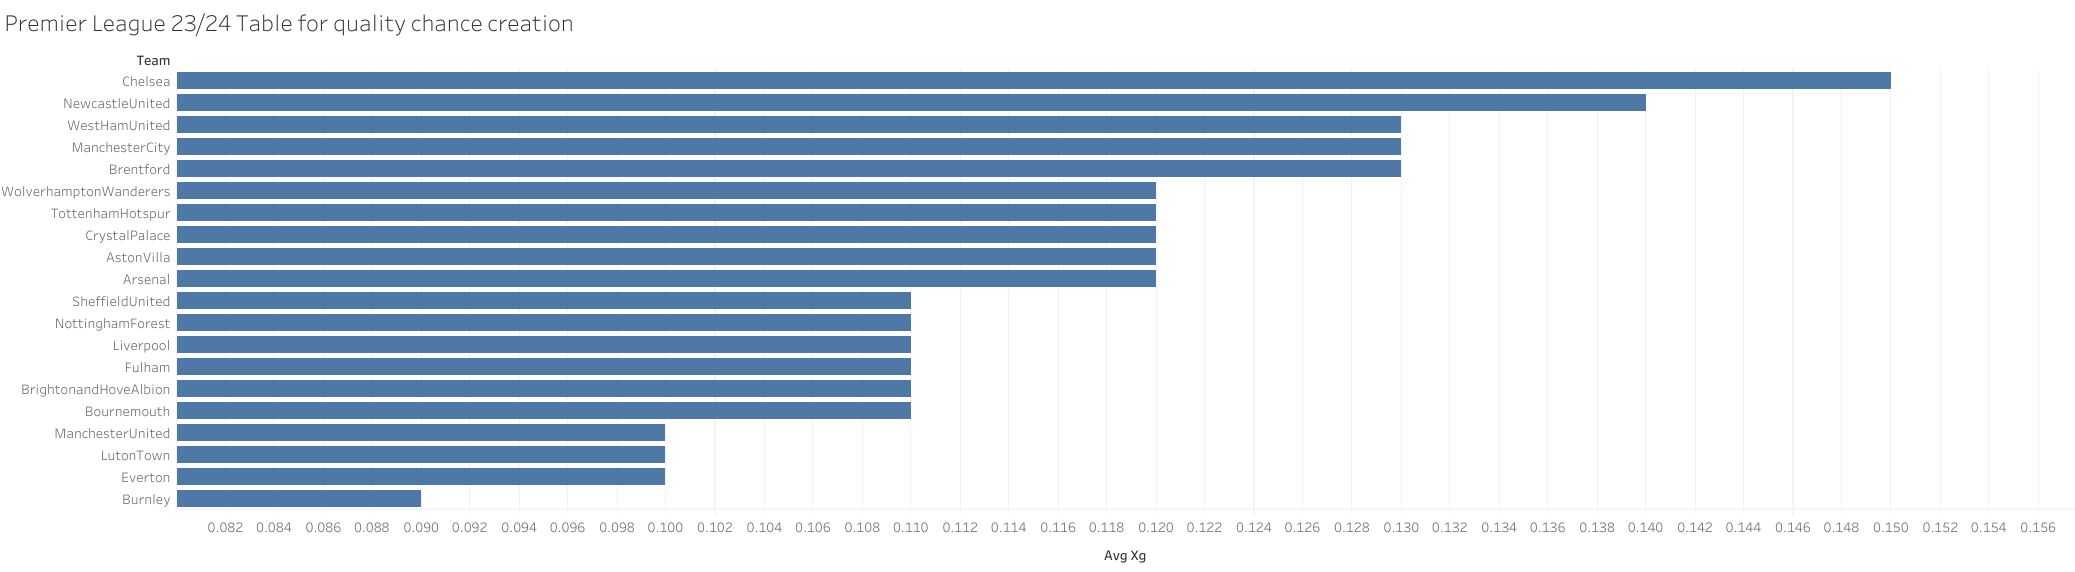 Premier League 23/24 Table for quality chance creation
Team
Chelsea
NewcastleUnited
WestHamUnited
ManchesterCity
Brentford
WolverhamptonWanderers
TottenhamHotspur
CrystalPalace
AstonVilla
Arsenal
SheffieldUnited
NottinghamForest
Liverpool
Fulham
BrightonandHoveAlbion
Bournemouth
ManchesterUnited
LutonTown
Everton
Burnley
0.082 0.084 0.086 0.088 0.090 0.092 0.094 0.096 0.098 0.100 0.102 0.104 0.106 0.108 0.110 0.112 0.114 0.116 0.118 0.120 0.122 0.124 0.126 0.128 0.130 0.132 0.134 0.136 0.138 0.140 0.142 0.144 0.146 0.148 0.150 0.152 0.154 0.156
Avg Xg